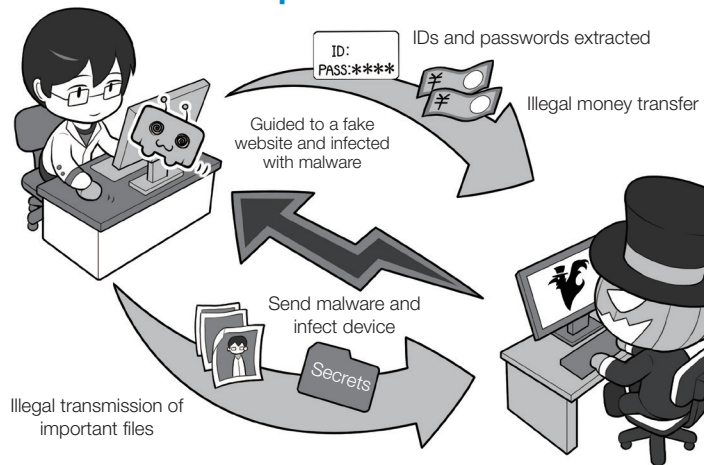 ID:
PASS:****
IDs and passwords extracted
¥
¥
Illegal money transfer
Guided to a fake
website and infected
with malware
Send malware and
infect device
Secrets
Illegal transmission of
important files